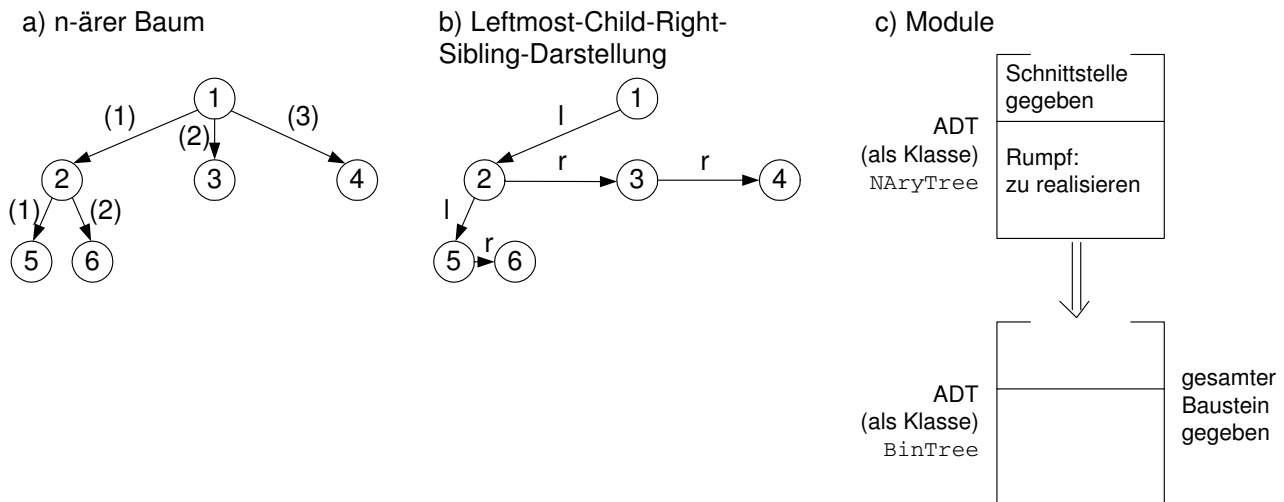 a) n-ärer Baum
1
(1)
(2)
(3)
2
3
4
(1)
(2)
5
6
b) Leftmost-Child-Right-
Sibling-Darstellung
1
l
2
r
3
r
4
l
5
r
6
c) Module
Schnittstelle
gegeben
ADT
(als Klasse)
NAryTree
Rumpf:
zu realisieren
ADT
(als Klasse)
BinTree
gesamter
Baustein
gegeben